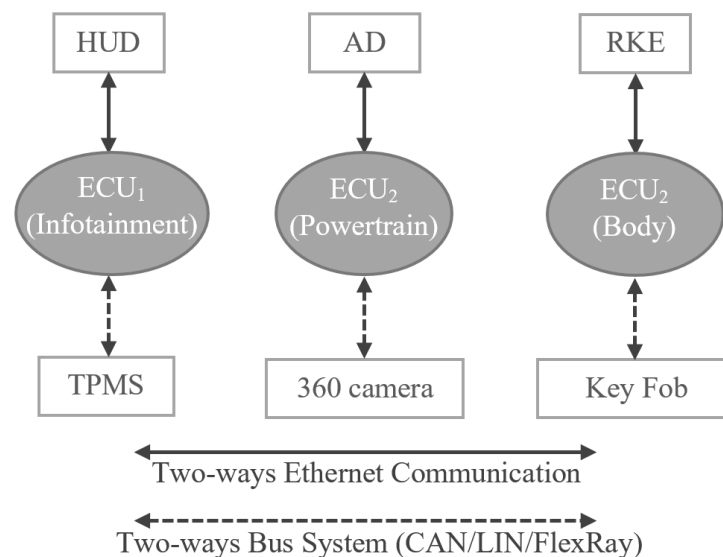 HUD
AD
RKE
ECU₁
(Infotainment)
ECU₂
(Powertrain)
ECU₂
(Body)
TPMS
360 camera
Key Fob
Two-ways Ethernet Communication
Two-ways Bus System (CAN/LIN/FlexRay)